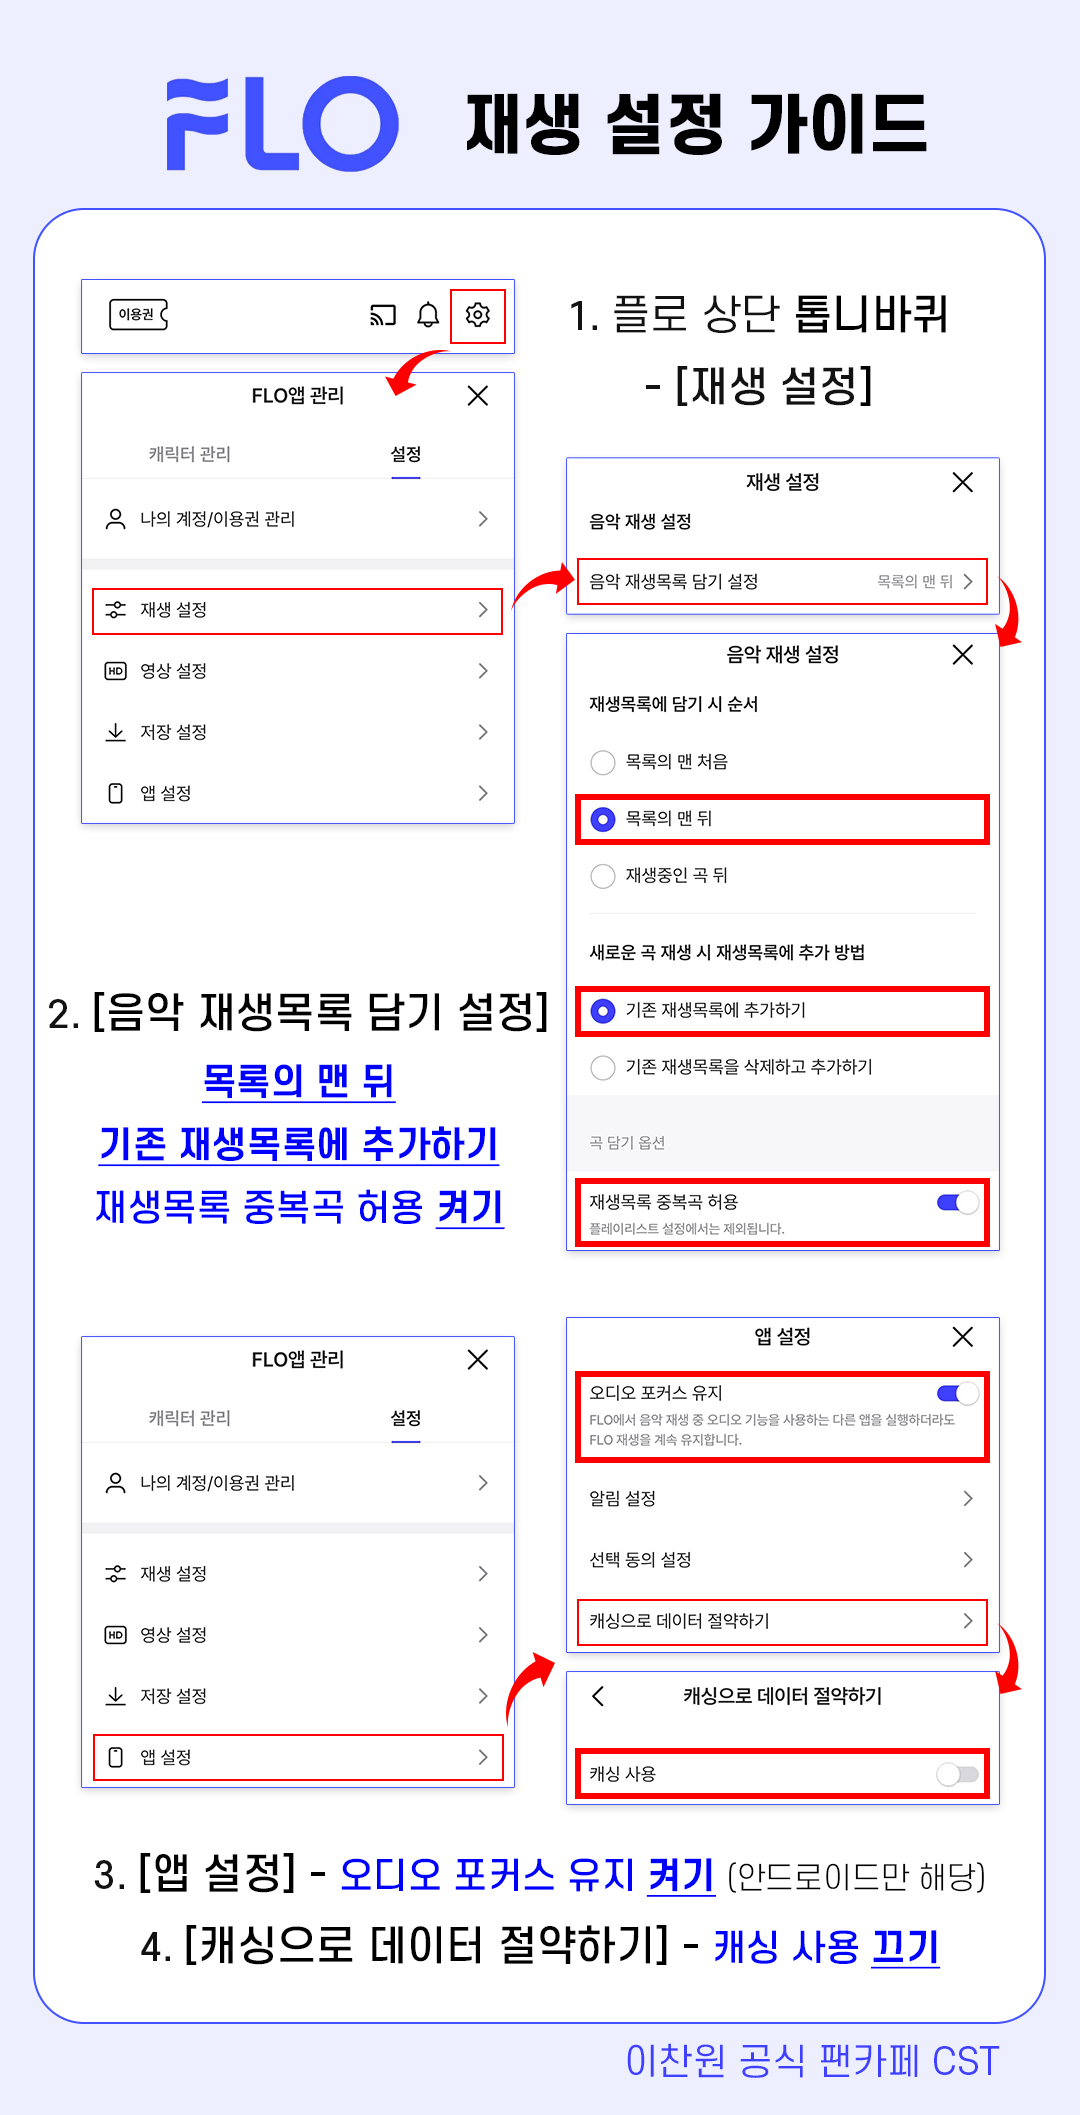 FLO 재생 설정 가이드
이용권
1. 플로 상단 톱니바퀴
- [재생 설정]
FLO앱 관리
캐릭터 관리
설정
나의 계정/이용권 관리
재생 설정
HD 영상 설정
저장 설정
앱 설정
재생 설정
음악 재생 설정
음악 재생목록 담기 설정 목록의 맨 뒤
음악 재생 설정
재생목록에 담기 시 순서
목록의 맨 처음
목록의 맨 뒤
재생중인 곡 뒤
새로운 곡 재생 시 재생목록에 추가 방법
기존 재생목록에 추가하기
기존 재생목록을 삭제하고 추가하기
곡 담기 옵션
재생목록 중복곡 허용
플레이리스트 설정에서는 제외됩니다.
2. [음악 재생목록 담기 설정]
목록의 맨 뒤
기존 재생목록에 추가하기
재생목록 중복곡 허용 켜기
FLO앱 관리
캐릭터 관리
설정
나의 계정/이용권 관리
재생 설정
HD 영상 설정
저장 설정
앱 설정
앱 설정
오디오 포커스 유지
FLO에서 음악 재생 중 오디오 기능을 사용하는 다른 앱을 실행하더라도
FLO 재생을 계속 유지합니다.
알림 설정
선택 동의 설정
캐싱으로 데이터 절약하기
캐싱으로 데이터 절약하기
캐싱 사용
3. [앱 설정] - 오디오 포커스 유지 켜기 (안드로이드만 해당)
4. [캐싱으로 데이터 절약하기] - 캐싱 사용 끄기
이찬원 공식 팬카페 CST